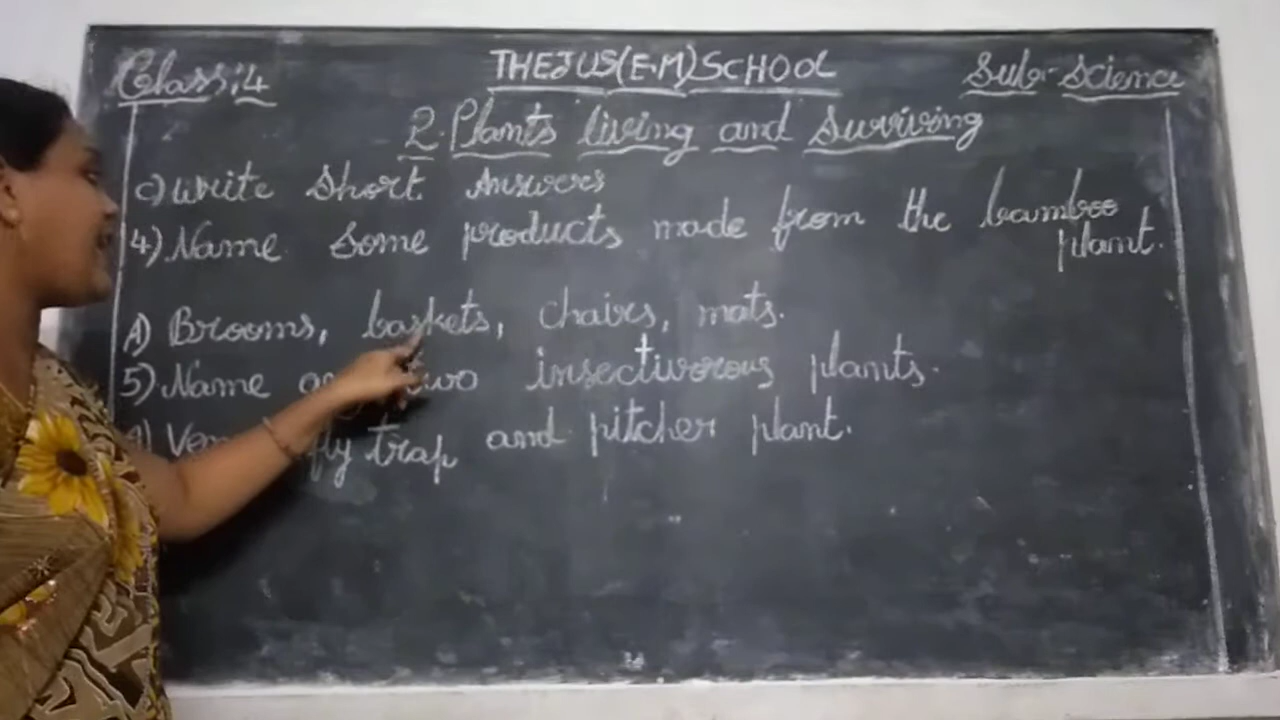 Class:4 THEJUS(E.M)SCHOOL Sub:-Science
2.Plants living and Surviving
c)write Short Answers
4)Name Some products made from the bamboo
plant.
A) Brooms, baskets, chairs, mats.
5)Name two insectivorous plants.
A) fly trap and pitcher plant.